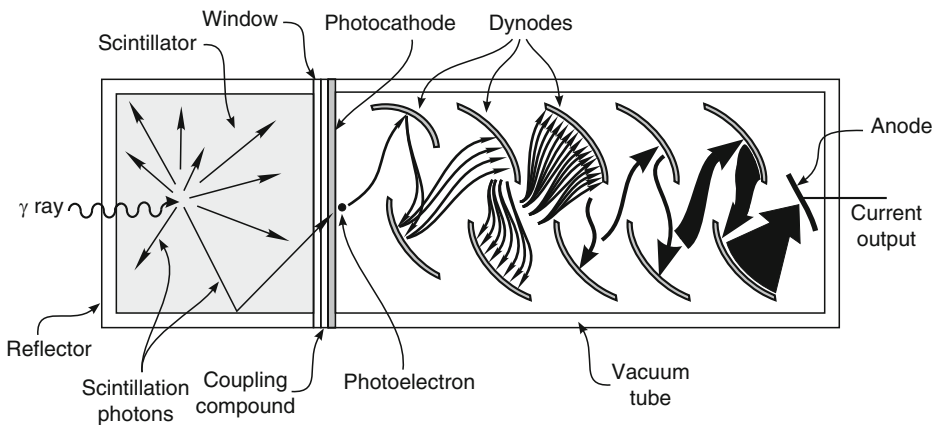 Window
Photocathode
Dynodes
Scintillator
Anode
γ ray
Current
output
Reflector
Scintillation
photons
Coupling
compound
Photoelectron
Vacuum
tube